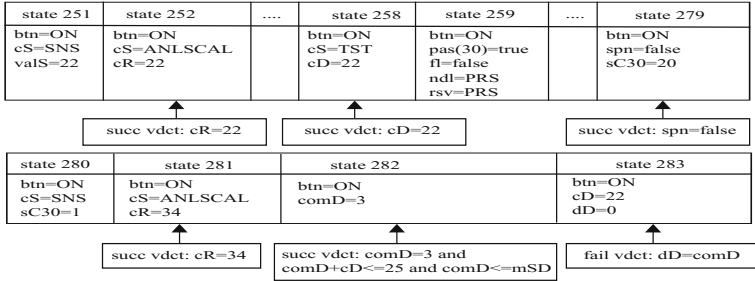 state 251 state 252 .... state 258 state 259 .... state 279
btn=ON btn=ON btn=ON btn=ON btn=ON
cS=SNS cS=ANLSCAL cS=TST pas(30)=true spn=false
valS=22 cR=22 cD=22 fl=false sC30=20
ndl=PRS
rsv=PRS
succ vdct: cR=22 succ vdct: cD=22 succ vdct: spn=false
state 280 state 281 state 282 state 283
btn=ON btn=ON btn=ON btn=ON
cS=SNS cS=ANLSCAL comD=3 cD=22
sC30=1 cR=34 dD=0
succ vdct: cR=34 succ vdct: comD=3 and fail vdct: dD=comD
comD+cD<=25 and comD<=mSD